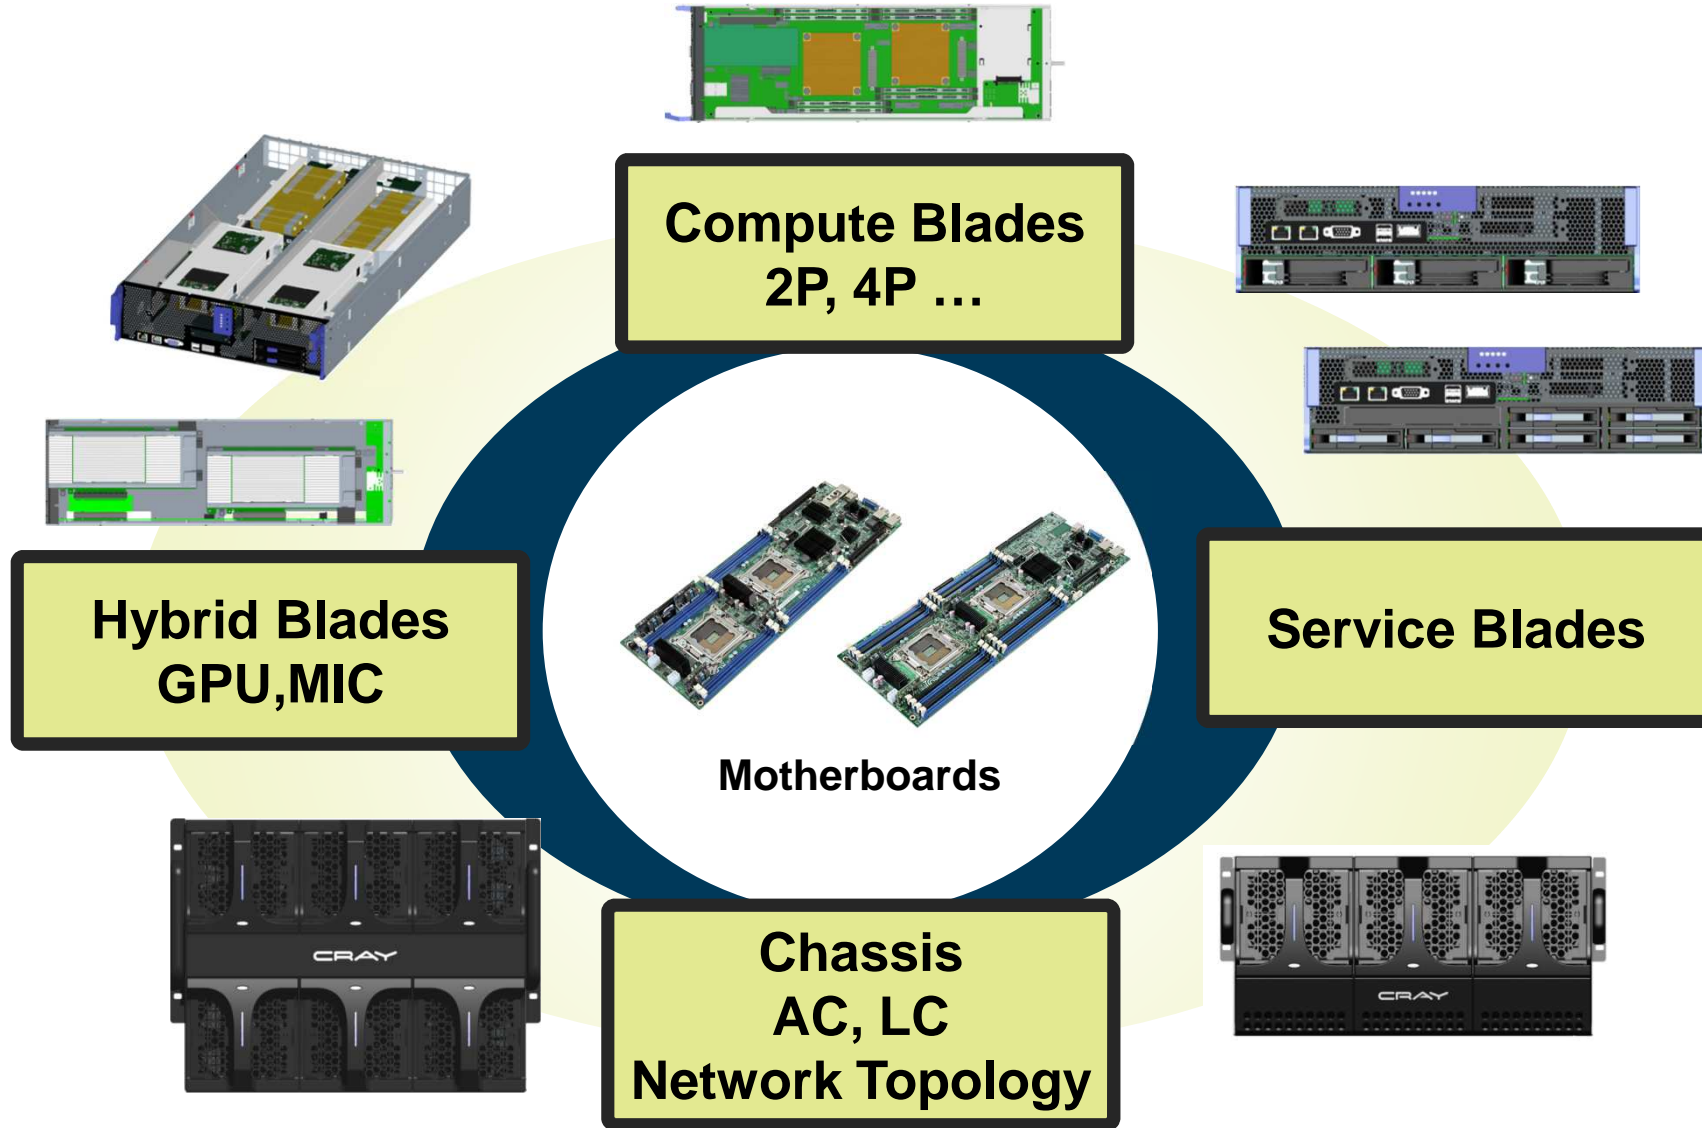 Compute Blades
2P, 4P …
Hybrid Blades
GPU,MIC
Service Blades
Motherboards
CRAY
Chassis
AC, LC
Network Topology
CRAY